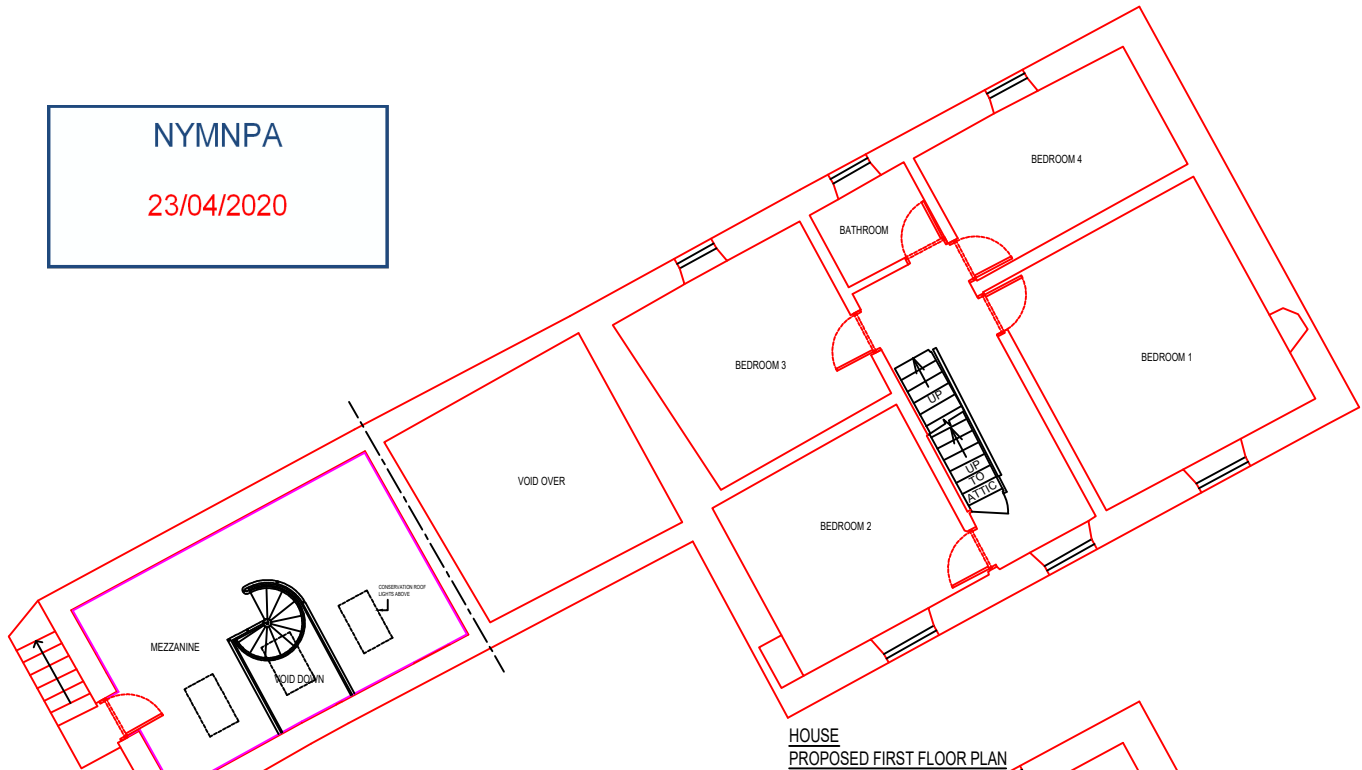 NYMNPA
23/04/2020
BEDROOM 4
BATHROOM
BEDROOM 3
BEDROOM 1
UP
UP
TO
ATTIC
VOID OVER
BEDROOM 2
CONSERVATION ROOF
LIGHTS ABOVE
MEZZANINE
VOID DOWN
HOUSE
PROPOSED FIRST FLOOR PLAN